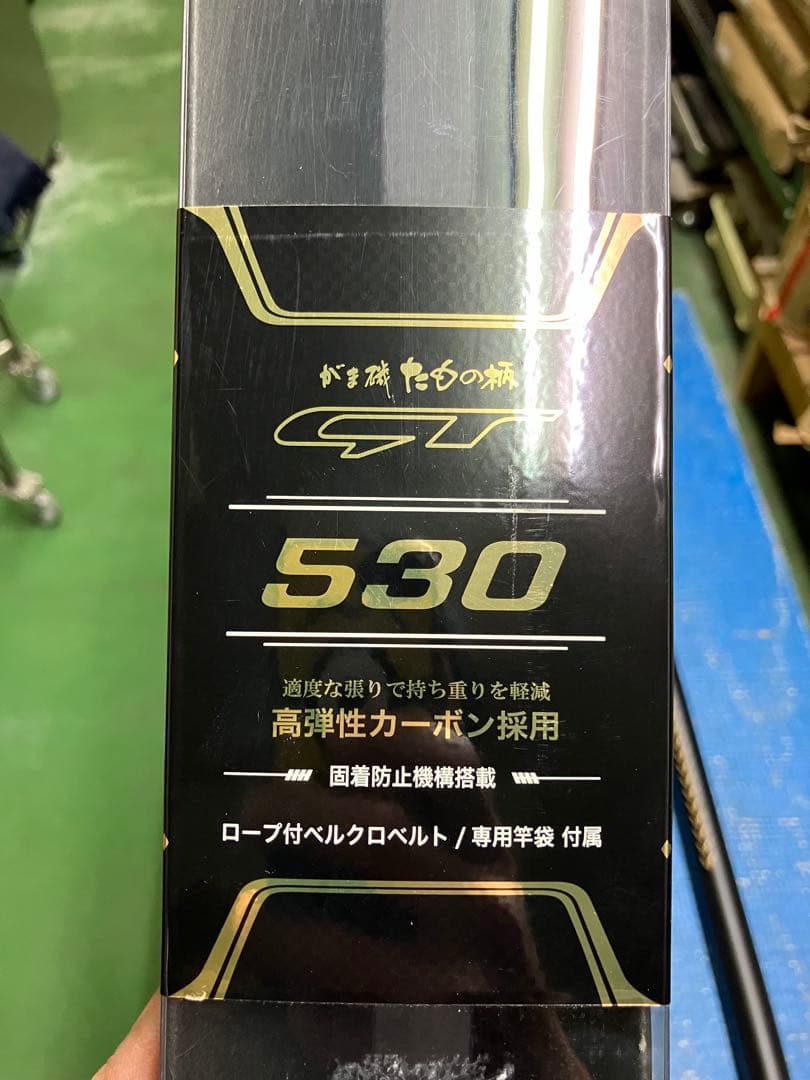 がま磯 たもの柄
GT
530
適度な張りで持ち重りを軽減
高弾性カーボン採用
固着防止機構搭載
ロープ付ベルクロベルト / 専用竿袋 付属